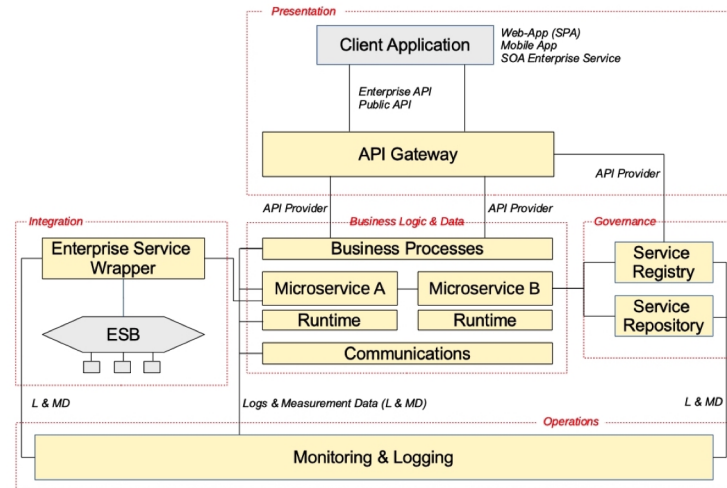 Presentation
Client Application
Web-App (SPA)
Mobile App
SOA Enterprise Service
Enterprise API
Public API
API Gateway
API Provider
API Provider
API Provider
Integration
Business Logic & Data
Governance
Enterprise Service
Wrapper
Business Processes
Service
Registry
Microservice A
Microservice B
ESB
Runtime
Runtime
Service
Repository
Communications
L & MD
Logs & Measurement Data (L & MD)
L & MD
Operations
Monitoring & Logging